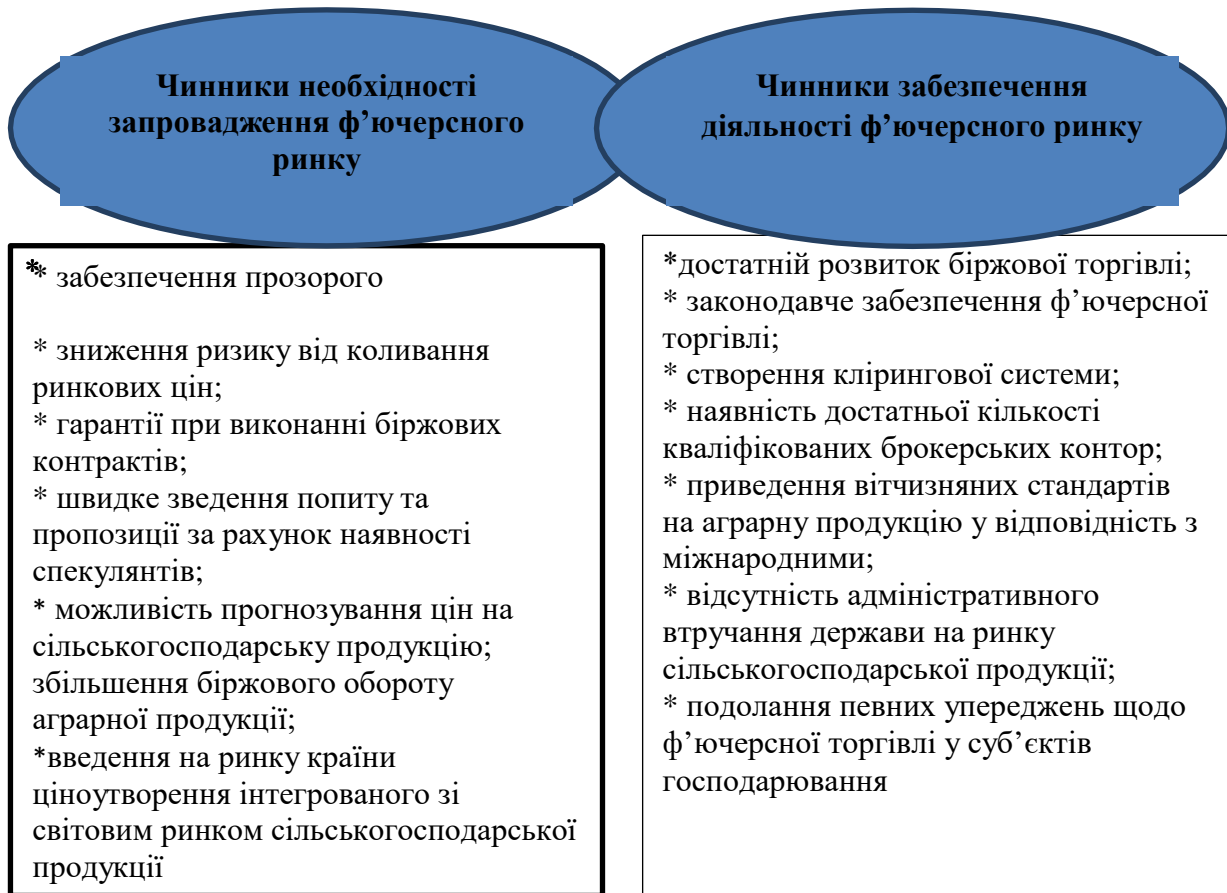 Чинники необхідності
запровадження ф’ючерсного
ринку
Чинники забезпечення
діяльності ф’ючерсного ринку
** забезпечення прозорого
* зниження ризику від коливання
ринкових цін;
* гарантії при виконанні біржових
контрактів;
* швидке зведення попиту та
пропозиції за рахунок наявності
спекулянтів;
* можливість прогнозування цін на
сільськогосподарську продукцію;
збільшення біржового обороту
аграрної продукції;
*введення на ринку країни
ціноутворення інтегрованого зі
світовим ринком сільськогосподарської
продукції
*достатній розвиток біржової торгівлі;
* законодавче забезпечення ф’ючерсної
торгівлі;
* створення клірингової системи;
* наявність достатньої кількості
кваліфікованих брокерських контор;
* приведення вітчизняних стандартів
на аграрну продукцію у відповідність з
міжнародними;
* відсутність адміністративного
втручання держави на ринку
сільськогосподарської продукції;
* подолання певних упереджень щодо
ф’ючерсної торгівлі у суб’єктів
господарювання